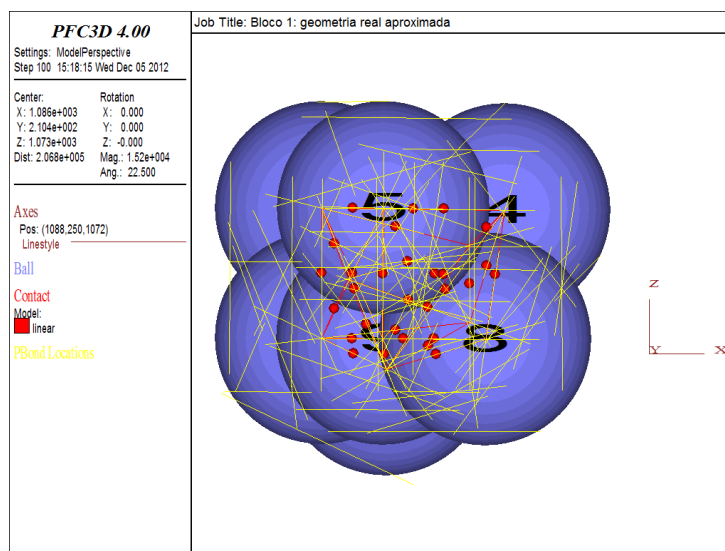 PFC3D 4.00
Settings: ModelPerspective
Step 100 15:18:15 Wed Dec 05 2012
Center: Rotation
X: 1.086e+003 X: 0.000
Y: 2.104e+002 Y: 0.000
Z: 1.073e+003 Z: -0.000
Dist: 2.068e+005 Mag.: 1.52e+004
Ang.: 22.500
Axes
Pos: (1088,250,1072)
Linestyle
Ball
Contact
Model:
linear
PBond Locations
Job Title: Bloco 1: geometria real aproximada
5
4
8
Z
Y
X